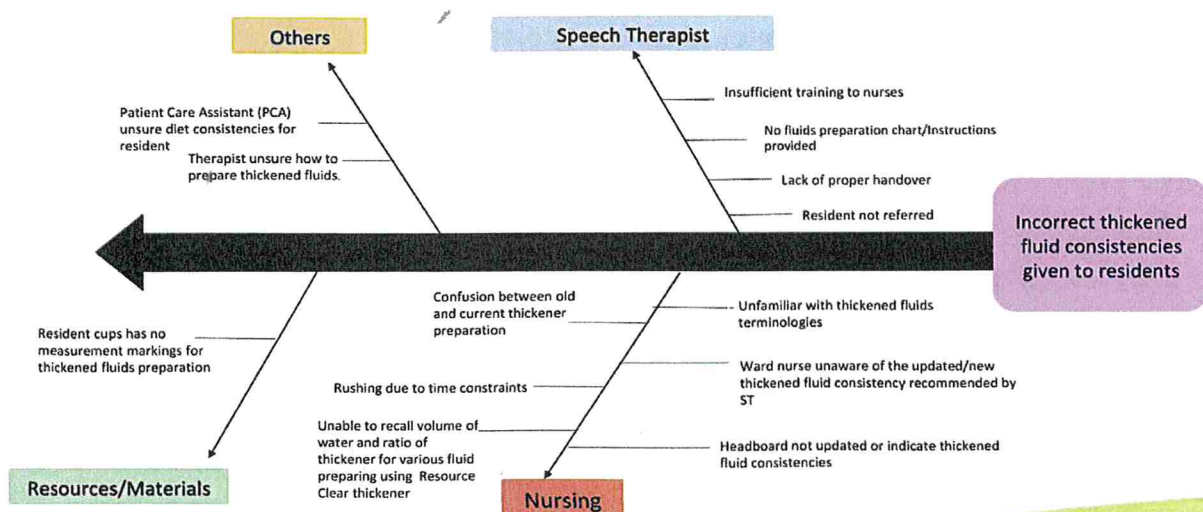 Others
Speech Therapist
Patient Care Assistant (PCA)
unsure diet consistencies for
resident
Therapist unsure how to
prepare thickened fluids.
Insufficient training to nurses
No fluids preparation chart/Instructions
provided
Lack of proper handover
Resident not referred
Incorrect thickened
fluid consistencies
given to residents
Resident cups has no
measurement markings for
thickened fluids preparation
Confusion between old
and current thickener
preparation
Rushing due to time constraints
Unable to recall volume of
water and ratio of
thickener for various fluid
preparing using Resource
Clear thickener
Unfamiliar with thickened fluids
terminologies
Ward nurse unaware of the updated/new
thickened fluid consistency recommended by
ST
Headboard not updated or indicate thickened
fluid consistencies
Resources/Materials
Nursing